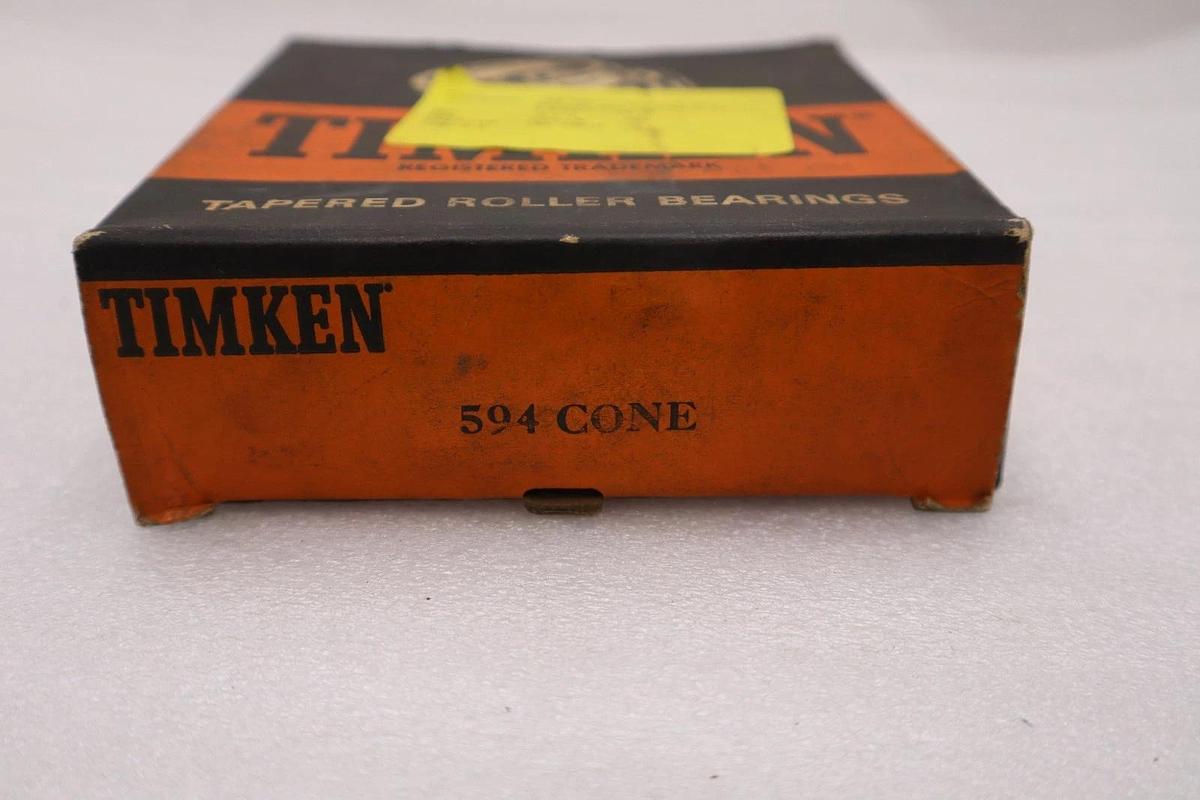 TIMKEN
REGISTERED TRADEMARK
TAPERED ROLLER BEARINGS
TIMKEN
594 CONE